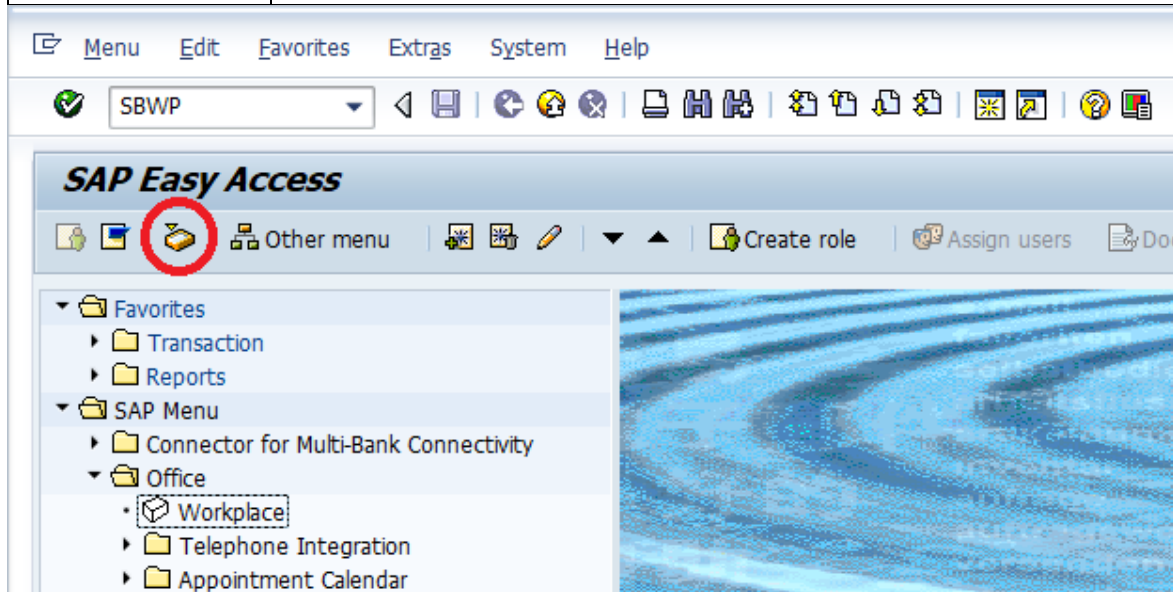 Menu Edit Favorites Extras System Help
SBWP
SAP Easy Access
Other menu Create role Assign users Do
Favorites
Transaction
Reports
SAP Menu
Connector for Multi-Bank Connectivity
Office
Workplace
Telephone Integration
Appointment Calendar